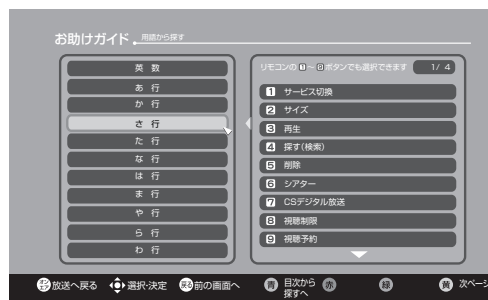 お助けガイド 用語から探す
英 数
あ 行
か 行
さ 行
た 行
な 行
は 行
ま 行
や 行
ら 行
わ 行
リモコンの 1 ~ 9 ボタンでも選択できます 1/ 4
1 サービス切換
2 サイズ
3 再生
4 探す(検索)
5 削除
6 シアター
7 CSデジタル放送
8 視聴制限
9 視聴予約
放送へ戻る 選択・決定 戻る 前の画面へ 青 目次から探すへ 赤 緑 黄 次ページ